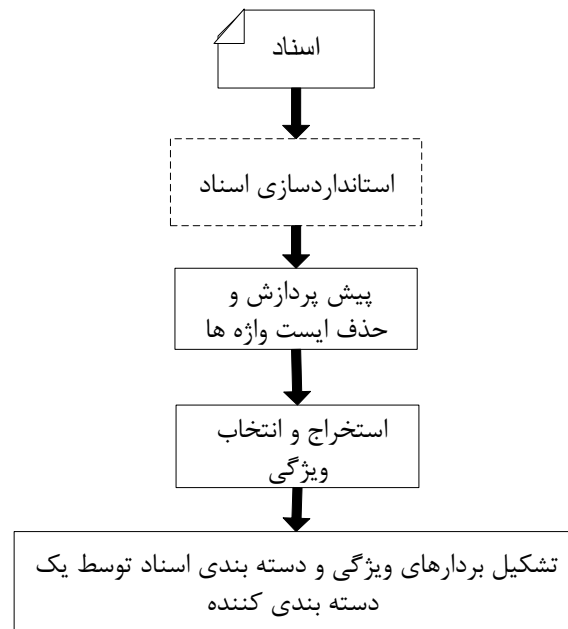 اسناد
استانداردسازی اسناد
پیش پردازش و
حذف ایست واژه ها
استخراج و انتخاب
ویژگی
تشکیل بردارهای ویژگی و دسته بندی اسناد توسط یک
دسته بندی کننده